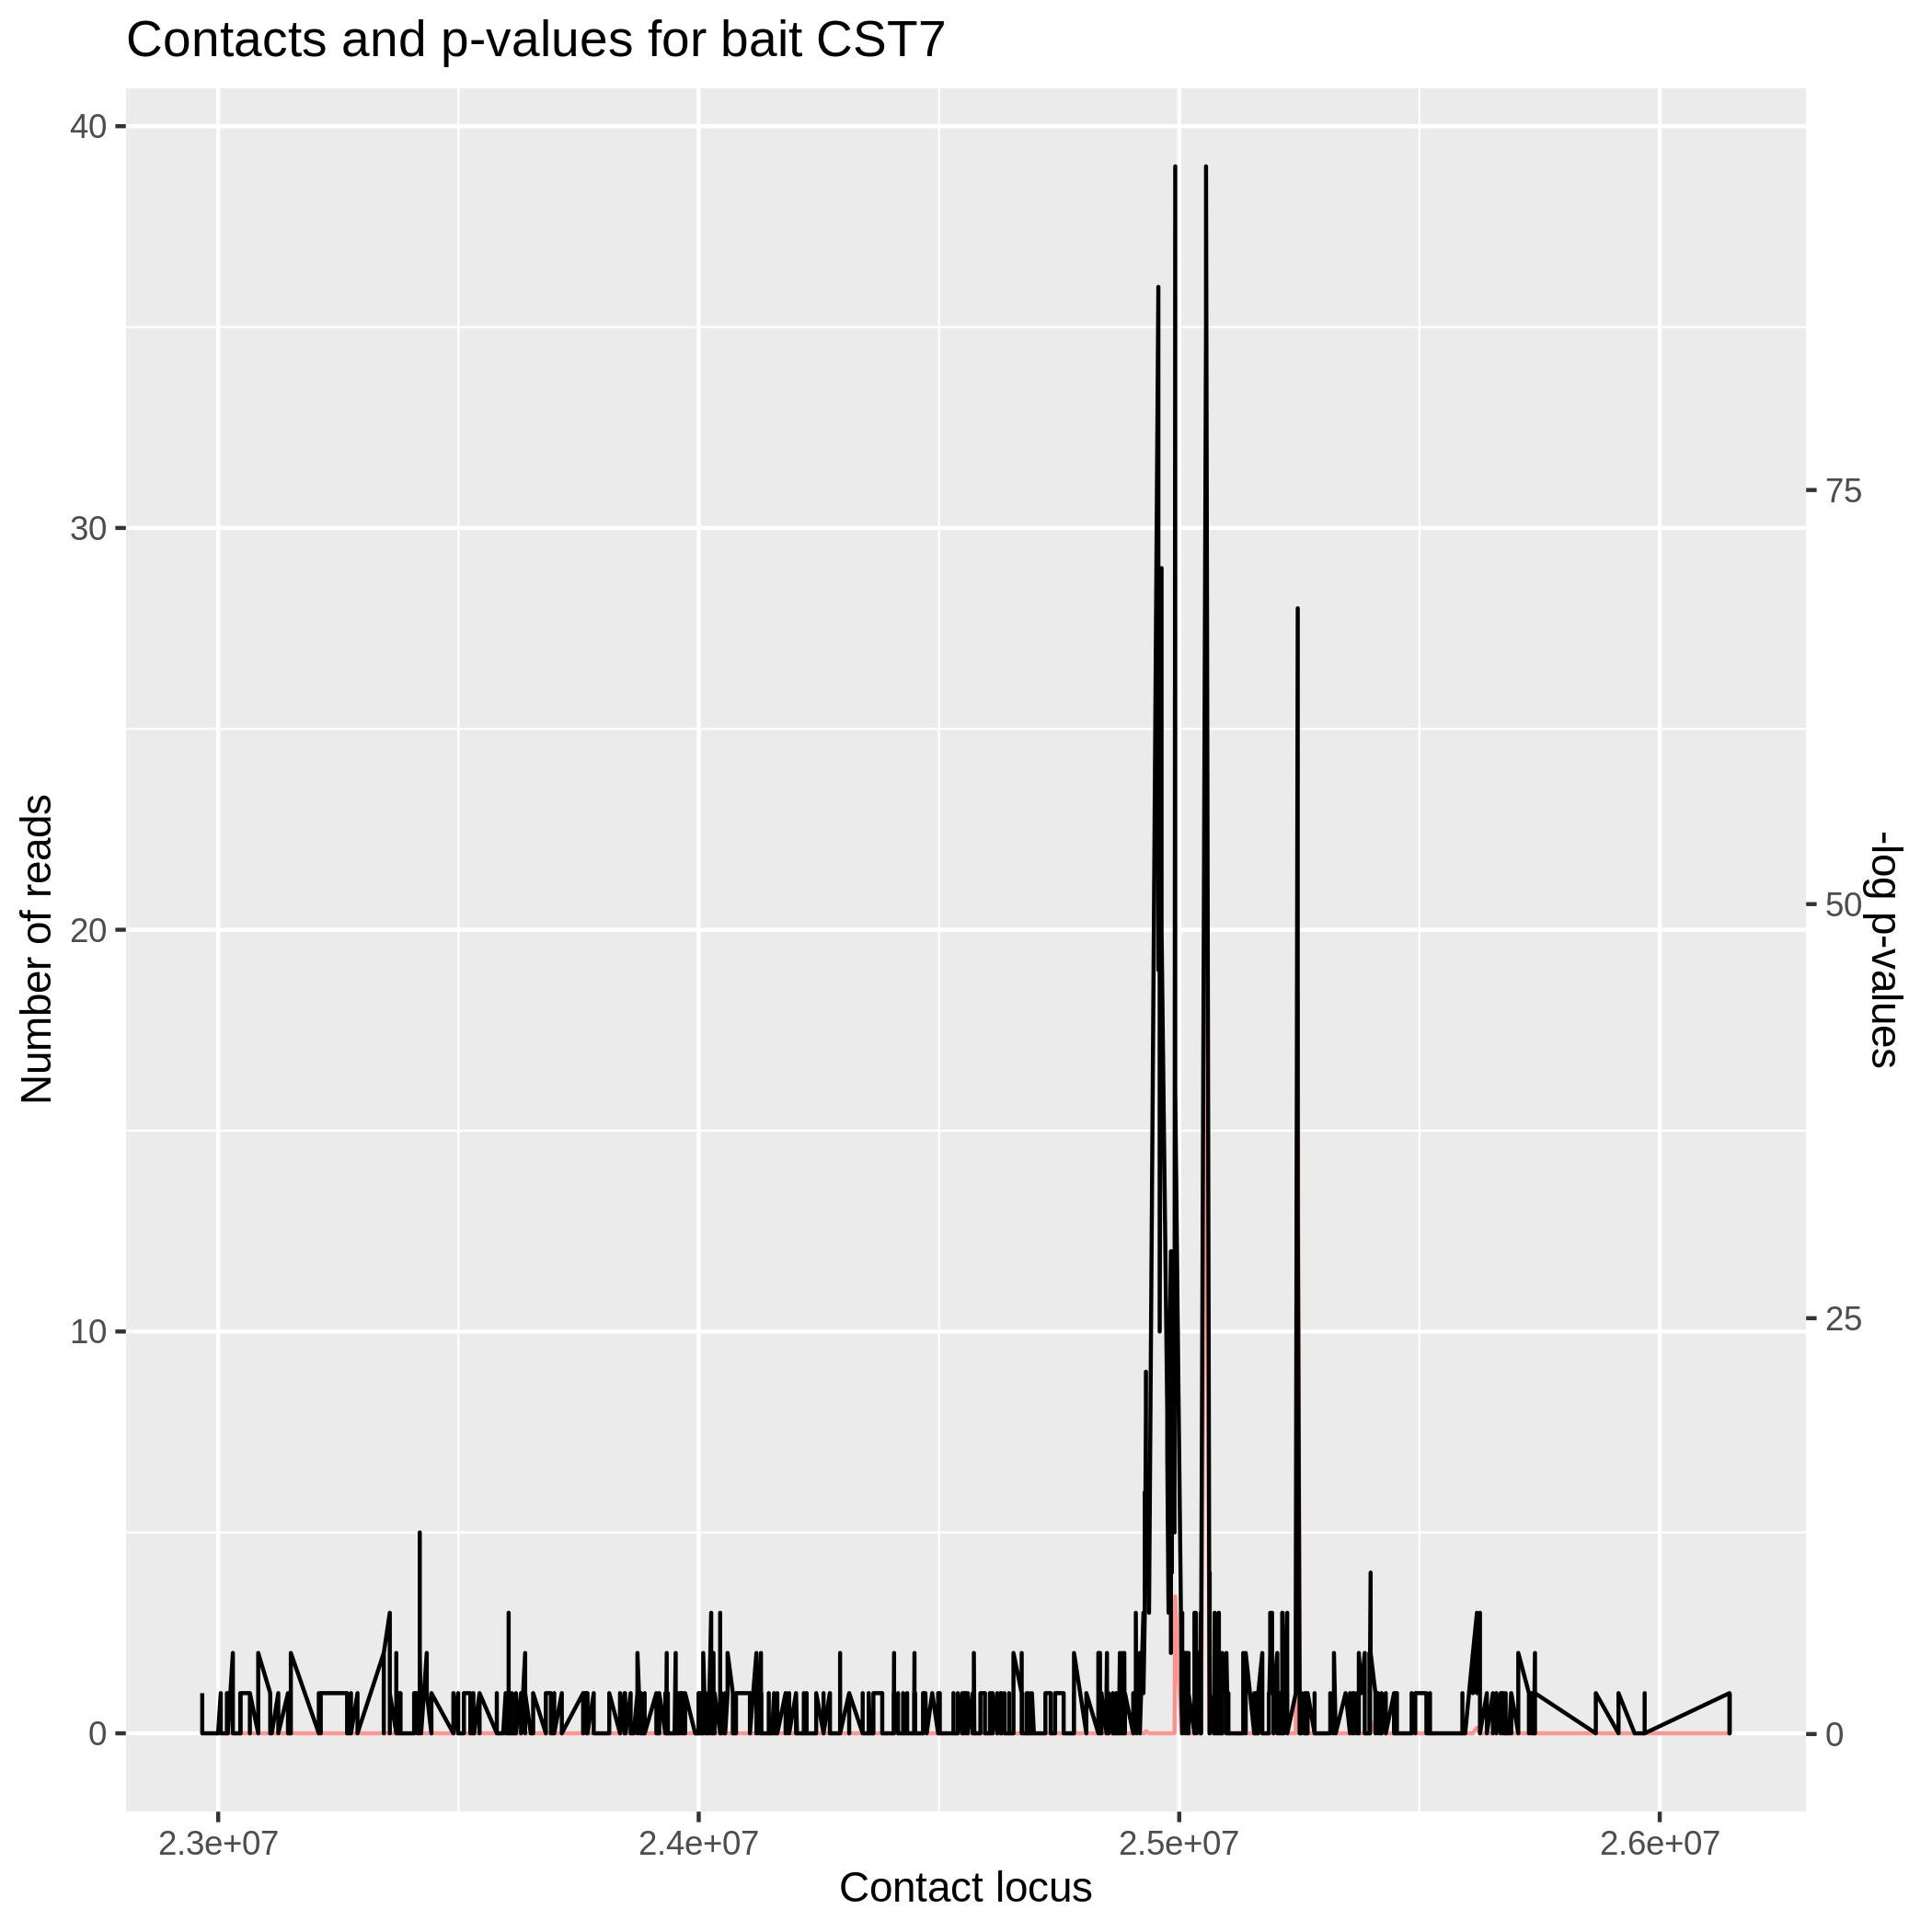 Contacts and p-values for bait CST7
40
30
20
10
0
Number of reads
75
50
25
0
-log p-values
2.3e+07 2.4e+07 2.5e+07 2.6e+07
Contact locus